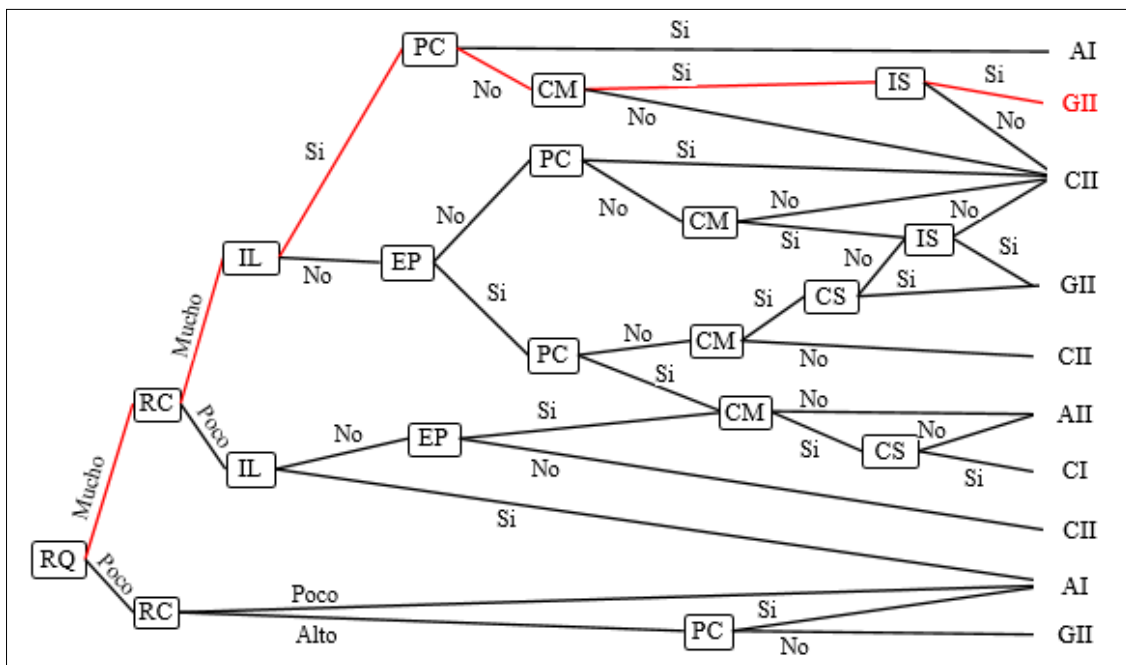 Si
PC
AI
Si
IS
Si
No
CM
GII
No
No
Si
PC
Si
CII
No
No
No
CM
No
Si
IS
IL
EP
No
Si
No
CS
Si
GII
Si
Si
Mucho
PC
No
CM
No
CII
Si
RC
Si
CM
No
AII
Poco
No
EP
Si
CS
No
IL
No
Si
Si
CI
Mucho
Si
CII
RQ
Poco
Poco
Si
AI
RC
Alto
PC
No
GII